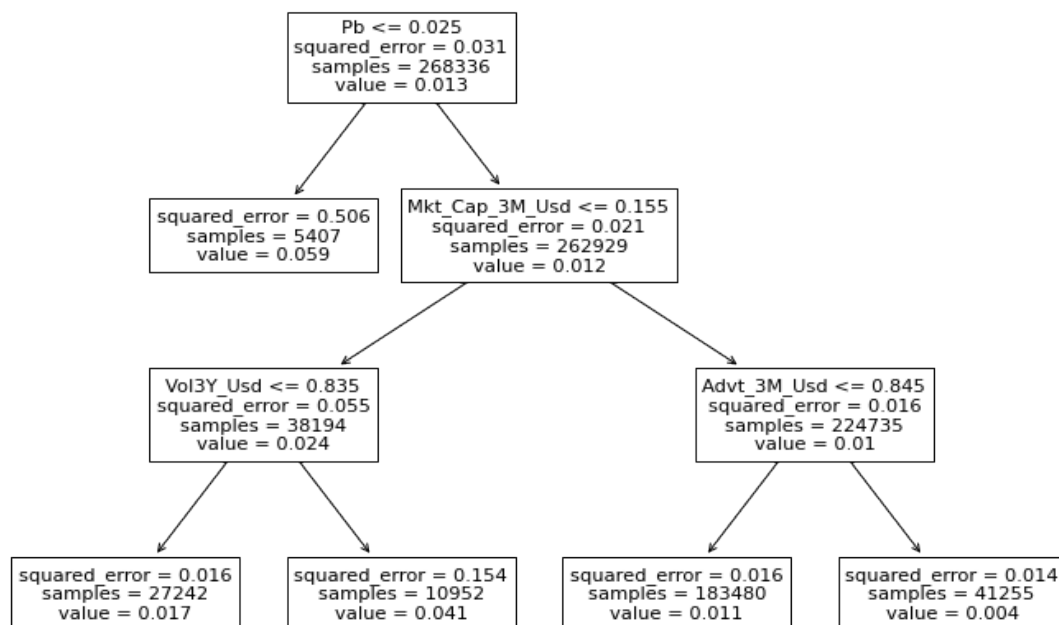 Pb <= 0.025
squared_error = 0.031
samples = 268336
value = 0.013
squared_error = 0.506
samples = 5407
value = 0.059
Mkt_Cap_3M_Usd <= 0.155
squared_error = 0.021
samples = 262929
value = 0.012
Vol3Y_Usd <= 0.835
squared_error = 0.055
samples = 38194
value = 0.024
Advt_3M_Usd <= 0.845
squared_error = 0.016
samples = 224735
value = 0.01
squared_error = 0.016
samples = 27242
value = 0.017
squared_error = 0.154
samples = 10952
value = 0.041
squared_error = 0.016
samples = 183480
value = 0.011
squared_error = 0.014
samples = 41255
value = 0.004